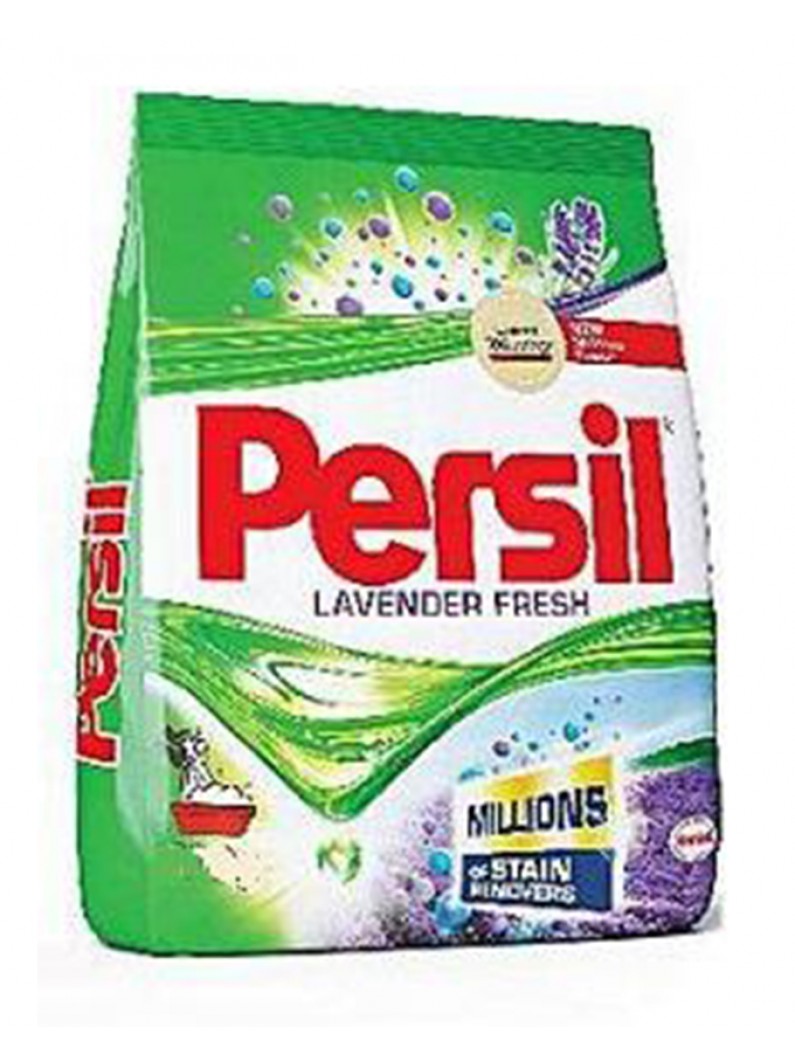 Persil
LAVENDER FRESH
MILLIONS
OF STAIN
REMOVERS
Persil